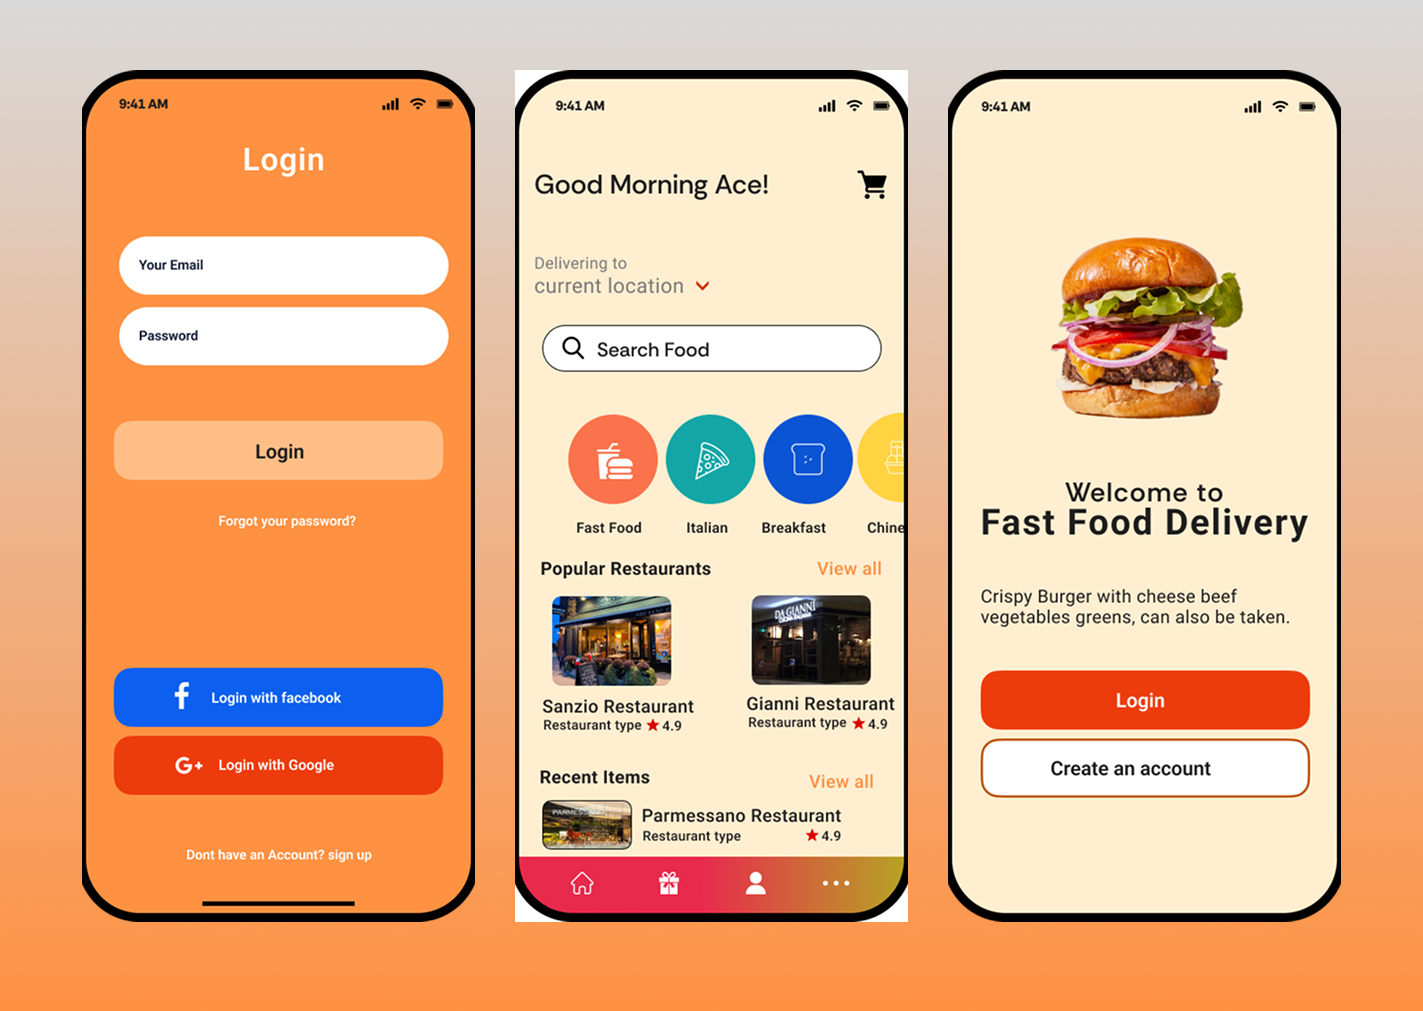 9:41 AM
Login
Your Email
Password
Login
Forgot your password?
f
Login with facebook
G+
Login with Google
Dont have an Account? sign up
9:41 AM
Good Morning Ace!
Delivering to
current location
Search Food
Fast Food
Italian
Breakfast
Chine
Popular Restaurants
View all
DA GIANNI
CUCINA ITALIANA
Sanzio Restaurant
Gianni Restaurant
Restaurant type 4.9
Restaurant type 4.9
Recent Items
View all
Parmessano Restaurant
Restaurant type 4.9
9:41 AM
Welcome to
Fast Food Delivery
Crispy Burger with cheese beef
vegetables greens, can also be taken.
Login
Create an account